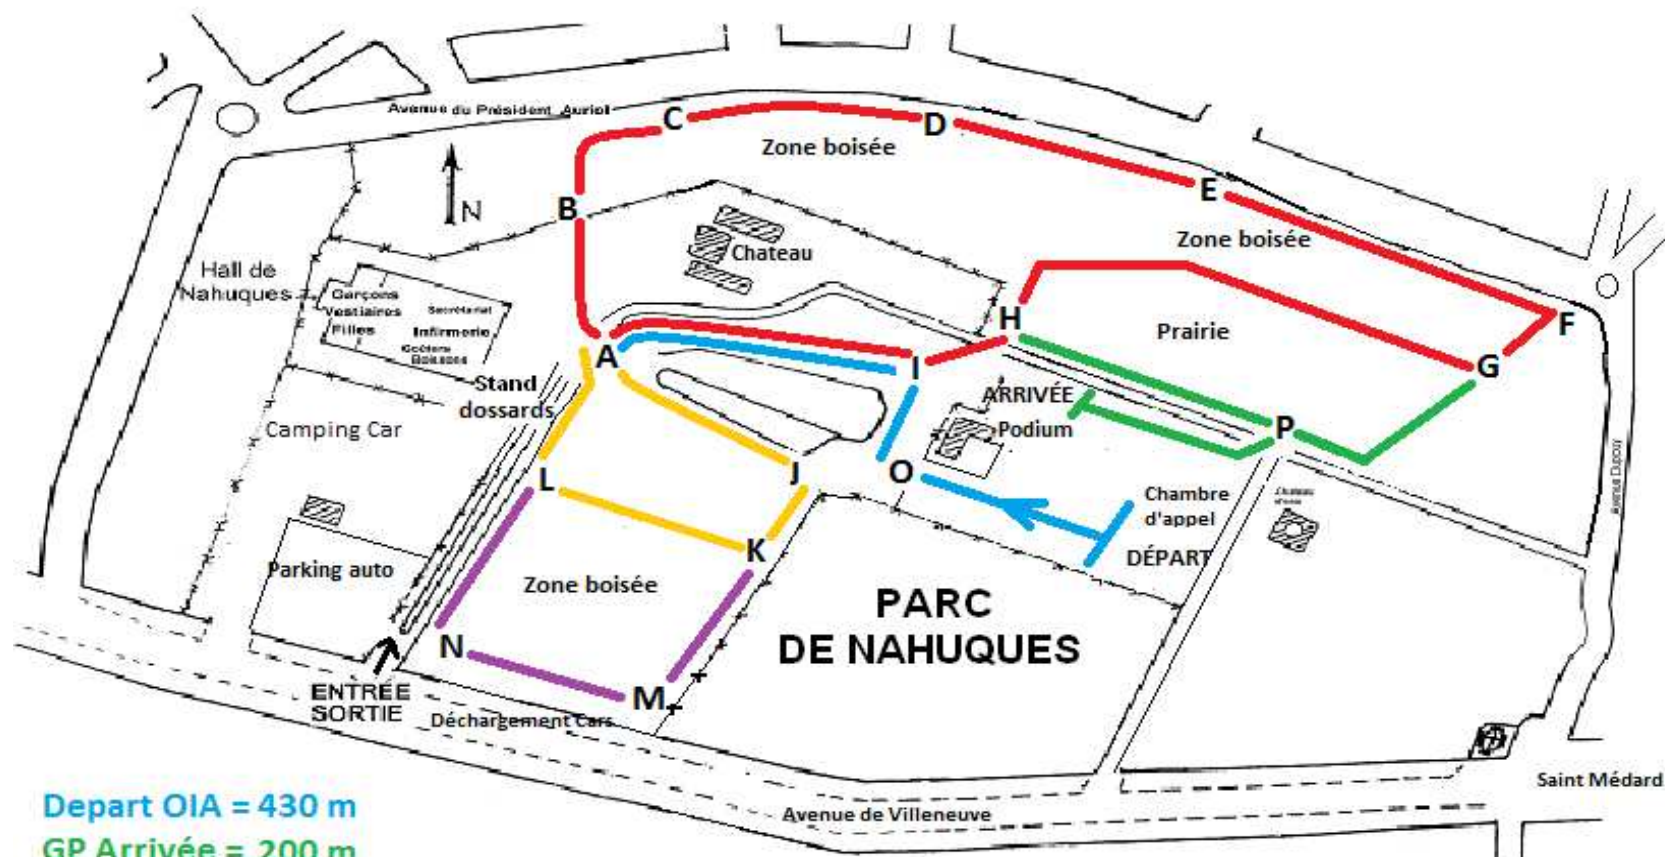 Avenue du Président Auriol
C
D
Zone boisée
E
N
B
Zone boisée
Chateau
Hall de
Nahuques
Garçons
Vestiaires
Filles
Secrétariat
Infirmerie
Goûters
Boissons
H
Prairie
F
A
I
G
Stand
dossards
ARRIVÉE
Podium
P
Camping Car
L
J
O
Chambre
d'appel
DÉPART
K
Parking auto
Zone boisée
PARC
DE NAHUQUES
N
M
ENTRÉE
SORTIE
Déchargement Cars
Avenue de Villeneuve
Saint Médard
Depart OIA = 430 m
GP Arrivée = 200 m